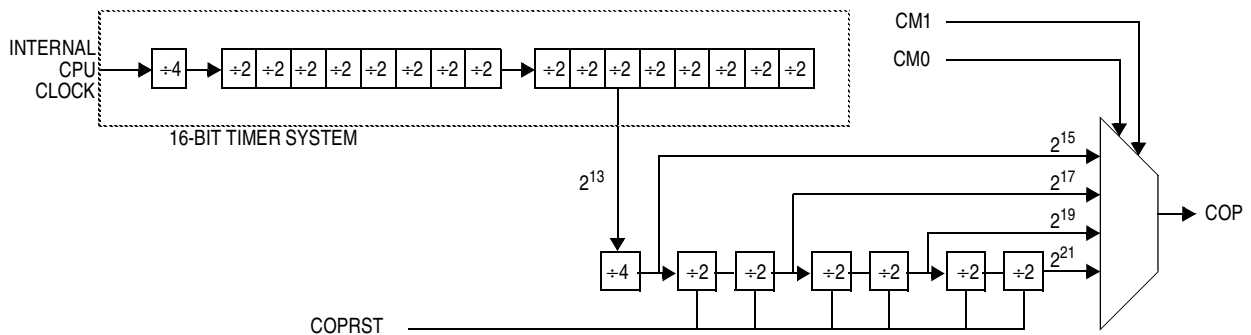 INTERNAL
CPU
CLOCK
÷4
÷2 ÷2 ÷2 ÷2 ÷2 ÷2 ÷2 ÷2
÷2 ÷2 ÷2 ÷2 ÷2 ÷2 ÷2 ÷2
16-BIT TIMER SYSTEM
CM1
CM0
2^13
2^15
2^17
2^19
2^21
COP
÷4 ÷2 ÷2 ÷2 ÷2 ÷2 ÷2
COPRST